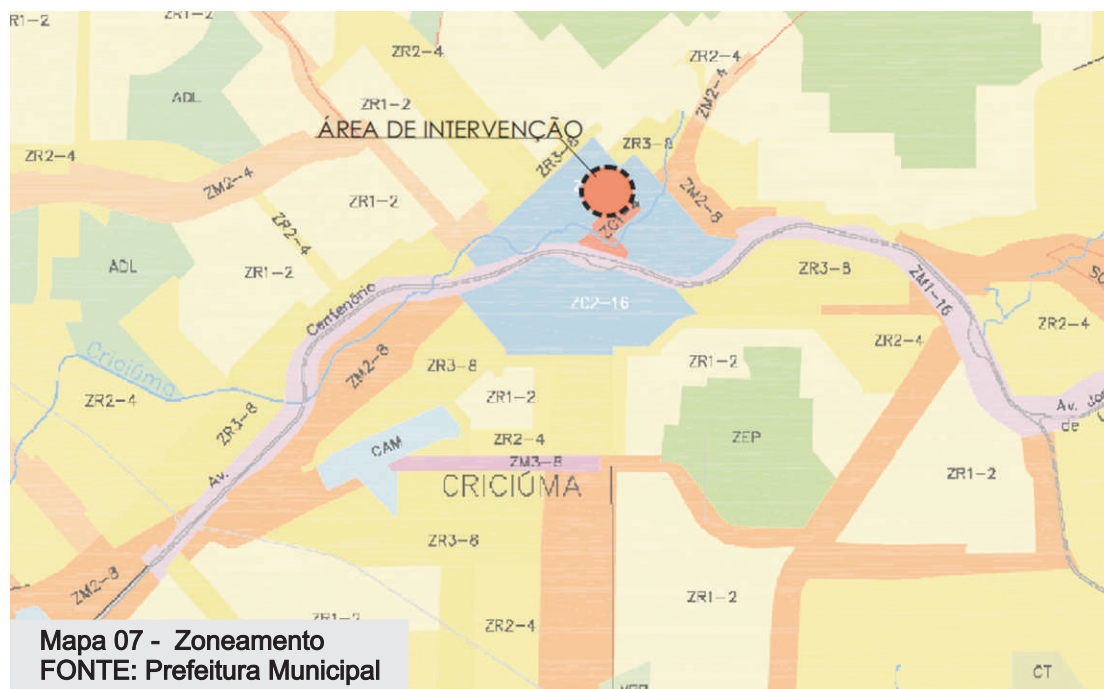 R1-2
ZR1-2
ZR2-4
ZR2-4
ZR2-4
ADL
ZM2-4
ZR1-2
ÁREA DE INTERVENÇÃO
ZR3-8
ZR3-8
ZR2-4
ZM2-4
ZR1-2
ZM2-8
ZR2-4
ADL
ZR1-2
ZR3-8
ZM1-16
Centenário
ZC2-16
ZR2-4
ZR2-4
Criciúma
ZM2-8
ZR3-8
ZR1-2
ZR2-4
ZR3-8
ZR1-2
Av.
de
CAM
ZR2-4
ZEP
ZM3-8
Av.
CRICIÚMA
ZR1-2
ZR3-8
ZM2-8
ZR1-2
ZR1-2
ZR2-4
Mapa 07 - Zoneamento
FONTE: Prefeitura Municipal
CT